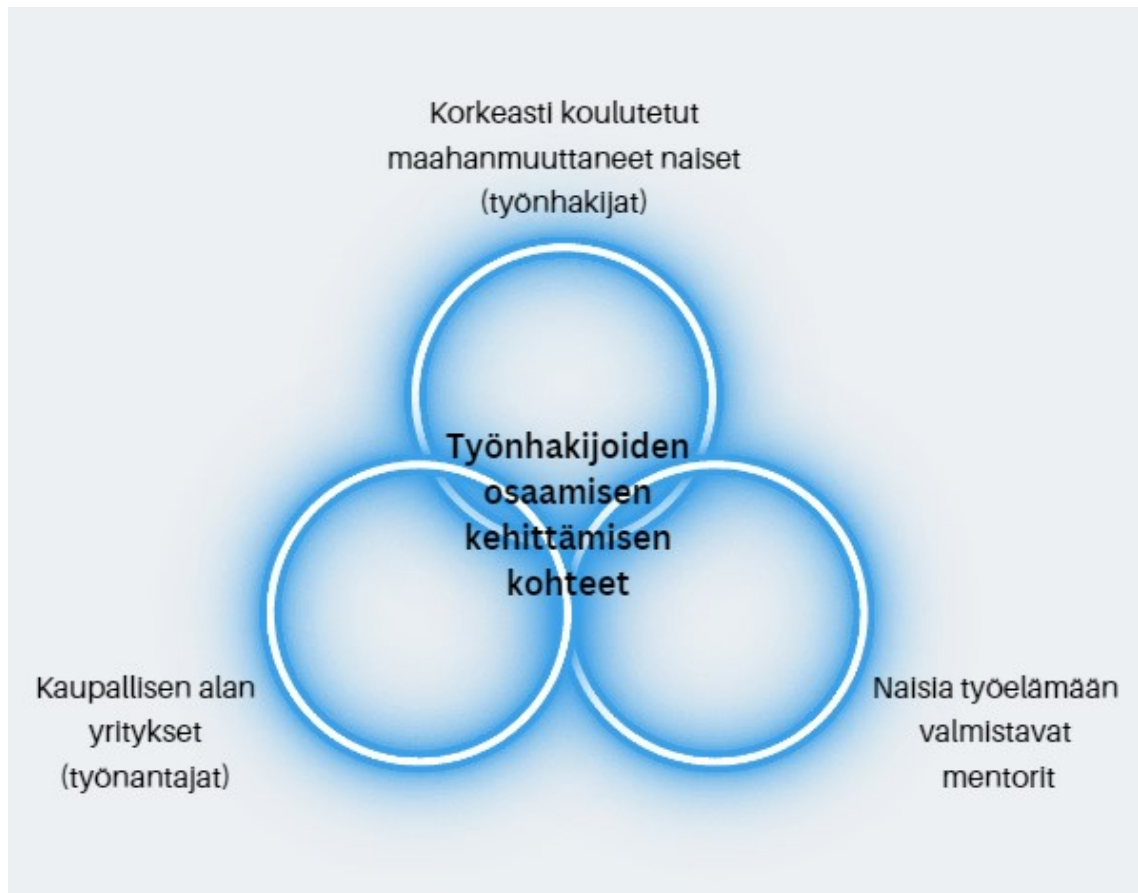 Korkeasti koulutetut
maahanmuuttaneet naiset
(työnhakijat)
Työnhakijoiden
osaamisen
kehittämisen
kohteet
Kaupallisen alan
yritykset
(työnantajat)
Naisia työelämään
valmistavat
mentorit